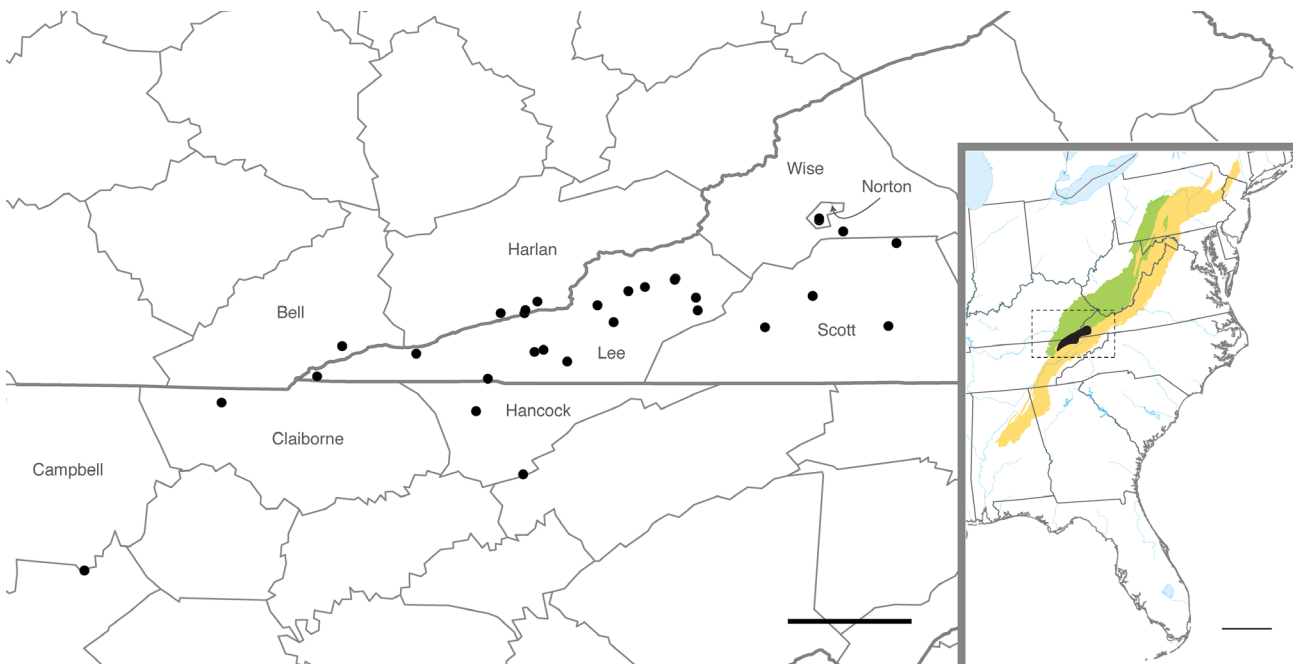 Wise
Norton
Harlan
Bell
Scott
Lee
Hancock
Claiborne
Campbell